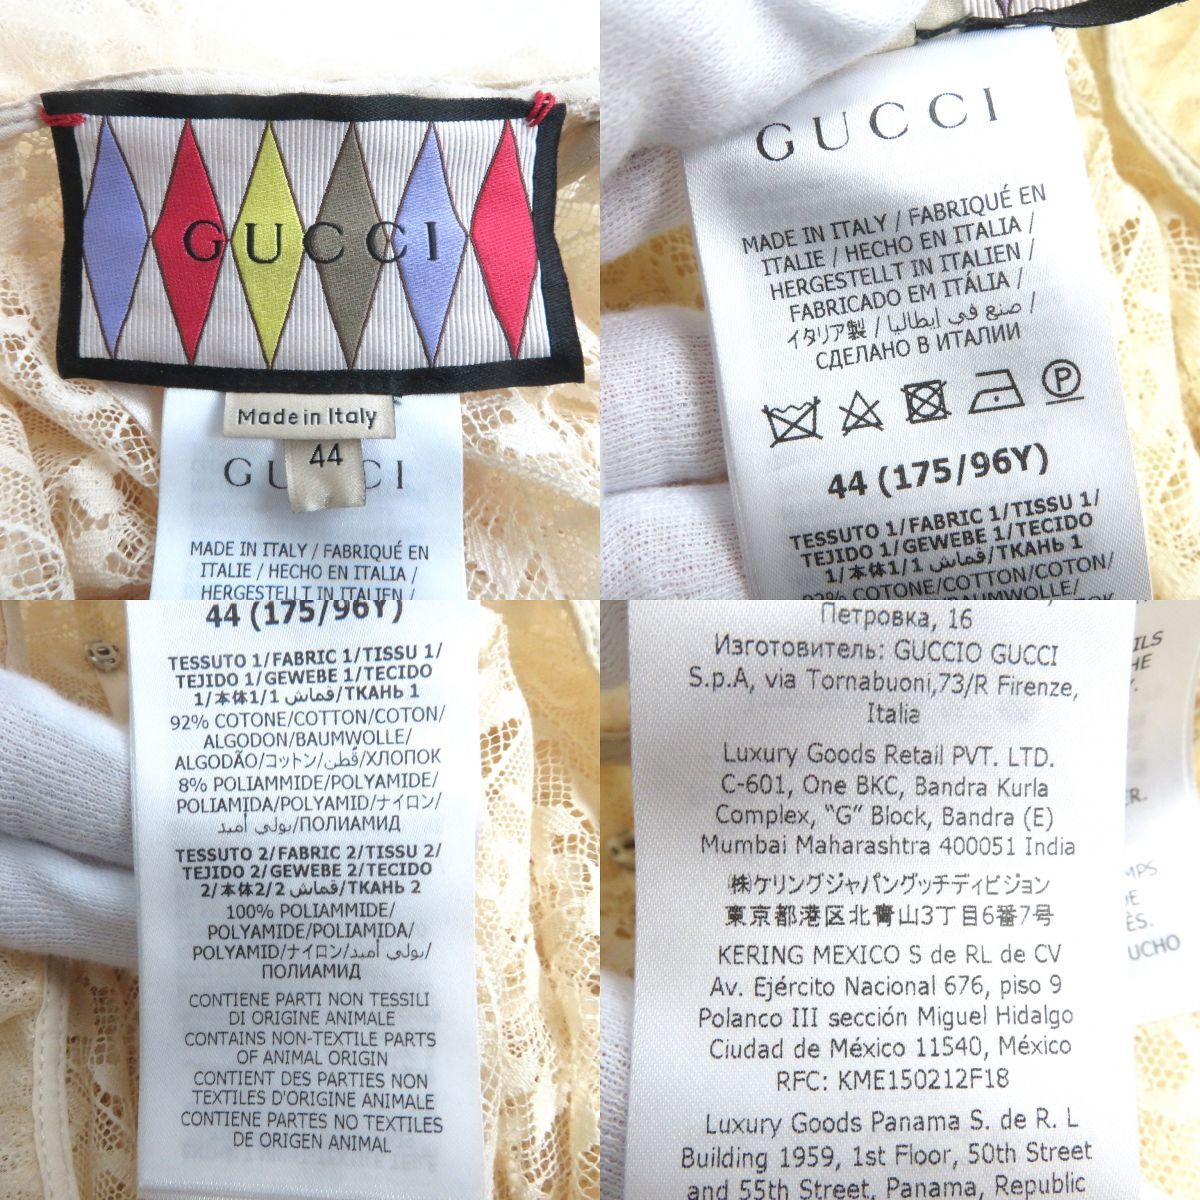 GUCCI
Made in Italy
44
MADE IN ITALY / FABRIQUÉ EN
ITALIE / HECHO EN ITALIA /
HERGESTELLT IN ITALIEN /
GUCCI
MADE IN ITALY / FABRIQUÉ EN
ITALIE / HECHO EN ITALIA /
HERGESTELLT IN ITALIEN /
FABRICADO EM ITÁLIA /
イタリア製 / صنع في إيطاليا /
СДЕЛАНО В ИТАЛИИ
P
44 (175/96Y)
TESSUTO 1/FABRIC 1/TISSU 1/
TEJIDO 1/GEWEBE 1/TECIDO
1/本体1/قماش 1/ТКАНЬ 1
92% COTONE/COTTON/COTON/
44 (175/96Y)
TESSUTO 1/FABRIC 1/TISSU 1/
TEJIDO 1/GEWEBE 1/TECIDO
1/本体1/قماش 1/ТКАНЬ 1
92% COTONE/COTTON/COTON/
ALGODON/BAUMWOLLE/
ALGODÃO/コットン/قطن/ХЛОПОК
8% POLIAMMIDE/POLYAMIDE/
POLIAMIDA/POLYAMID/ナイロン/
بولي أميد/ПОЛИАМИД
TESSUTO 2/FABRIC 2/TISSU 2/
TEJIDO 2/GEWEBE 2/TECIDO
2/本体2/قماش 2/ТКАНЬ 2
100% POLIAMMIDE/
POLYAMIDE/POLIAMIDA/
POLYAMID/ナイロン/بولي أميد/
ПОЛИАМИД
CONTIENE PARTI NON TESSILI
DI ORIGINE ANIMALE
CONTAINS NON-TEXTILE PARTS
OF ANIMAL ORIGIN
CONTIENT DES PARTIES NON
TEXTILES D'ORIGINE ANIMALE
CONTIENE PARTES NO TEXTILES
DE ORIGEN ANIMAL
Петровка, 16
Изготовитель: GUCCIO GUCCI
S.p.A, via Tornabuoni,73/R Firenze,
Italia
Luxury Goods Retail PVT. LTD.
C-601, One BKC, Bandra Kurla
Complex, “G” Block, Bandra (E)
Mumbai Maharashtra 400051 India
㈱ケリングジャパングッチディビジョン
東京都港区北青山3丁目6番7号
KERING MEXICO S de RL de CV
Av. Ejército Nacional 676, piso 9
Polanco III sección Miguel Hidalgo
Ciudad de México 11540, México
RFC: KME150212F18
Luxury Goods Panama S. de R. L
Building 1959, 1st Floor, 50th Street
and 55th Street, Panama, Republic